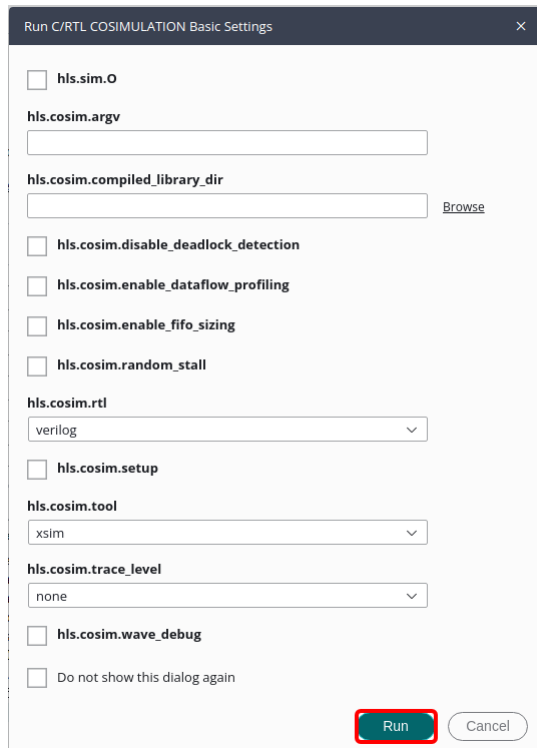 Run C/RTL COSIMULATION Basic Settings
hls.sim.O
hls.cosim.argv
hls.cosim.compiled_library_dir
Browse
hls.cosim.disable_deadlock_detection
hls.cosim.enable_dataflow_profiling
hls.cosim.enable_fifo_sizing
hls.cosim.random_stall
hls.cosim.rtl
verilog
hls.cosim.setup
hls.cosim.tool
xsim
hls.cosim.trace_level
none
hls.cosim.wave_debug
Do not show this dialog again
Run Cancel